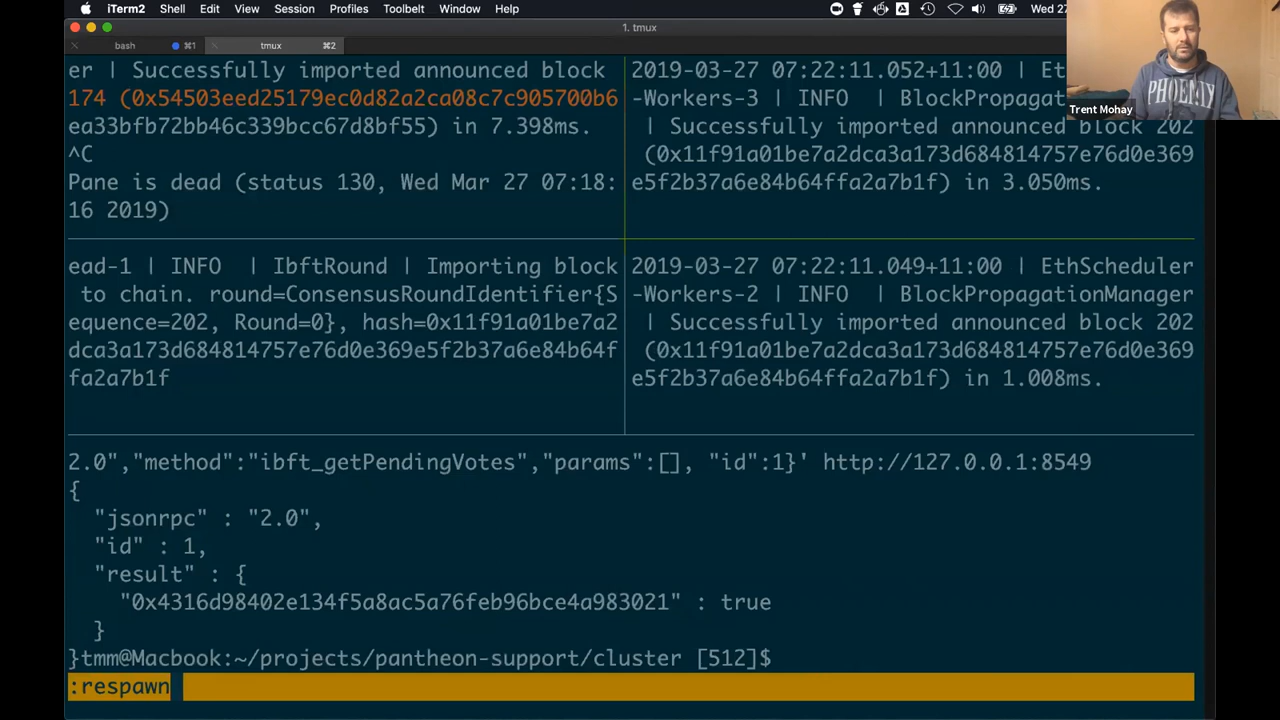 iTerm2 Shell Edit View Session Profiles Toolbelt Window Help Wed 27
1. tmux
bash ⌘1 tmux ⌘2
er | Successfully imported announced block
174 (0x54503eed25179ec0d82a2ca08c7c905700b6
ea33bfb72bb46c339bcc67d8bf55) in 7.398ms.
^C
Pane is dead (status 130, Wed Mar 27 07:18:
16 2019)
2019-03-27 07:22:11.052+11:00 | Eth
-Workers-3 | INFO | BlockPropagat
| Successfully imported announced block 202
(0x11f91a01be7a2dca3a173d684814757e76d0e369
e5f2b37a6e84b64ffa2a7b1f) in 3.050ms.
PHOENIX
Trent Mohay
ead-1 | INFO | IbftRound | Importing block
to chain. round=ConsensusRoundIdentifier{S
equence=202, Round=0}, hash=0x11f91a01be7a2
dca3a173d684814757e76d0e369e5f2b37a6e84b64f
fa2a7b1f
2019-03-27 07:22:11.049+11:00 | EthScheduler
-Workers-2 | INFO | BlockPropagationManager
| Successfully imported announced block 202
(0x11f91a01be7a2dca3a173d684814757e76d0e369
e5f2b37a6e84b64ffa2a7b1f) in 1.008ms.
2.0","method":"ibft_getPendingVotes","params":[], "id":1}' http://127.0.0.1:8549
{
"jsonrpc" : "2.0",
"id" : 1,
"result" : {
"0x4316d98402e134f5a8ac5a76feb96bce4a983021" : true
}
}tmm@Macbook:~/projects/pantheon-support/cluster [512]$
:respawn